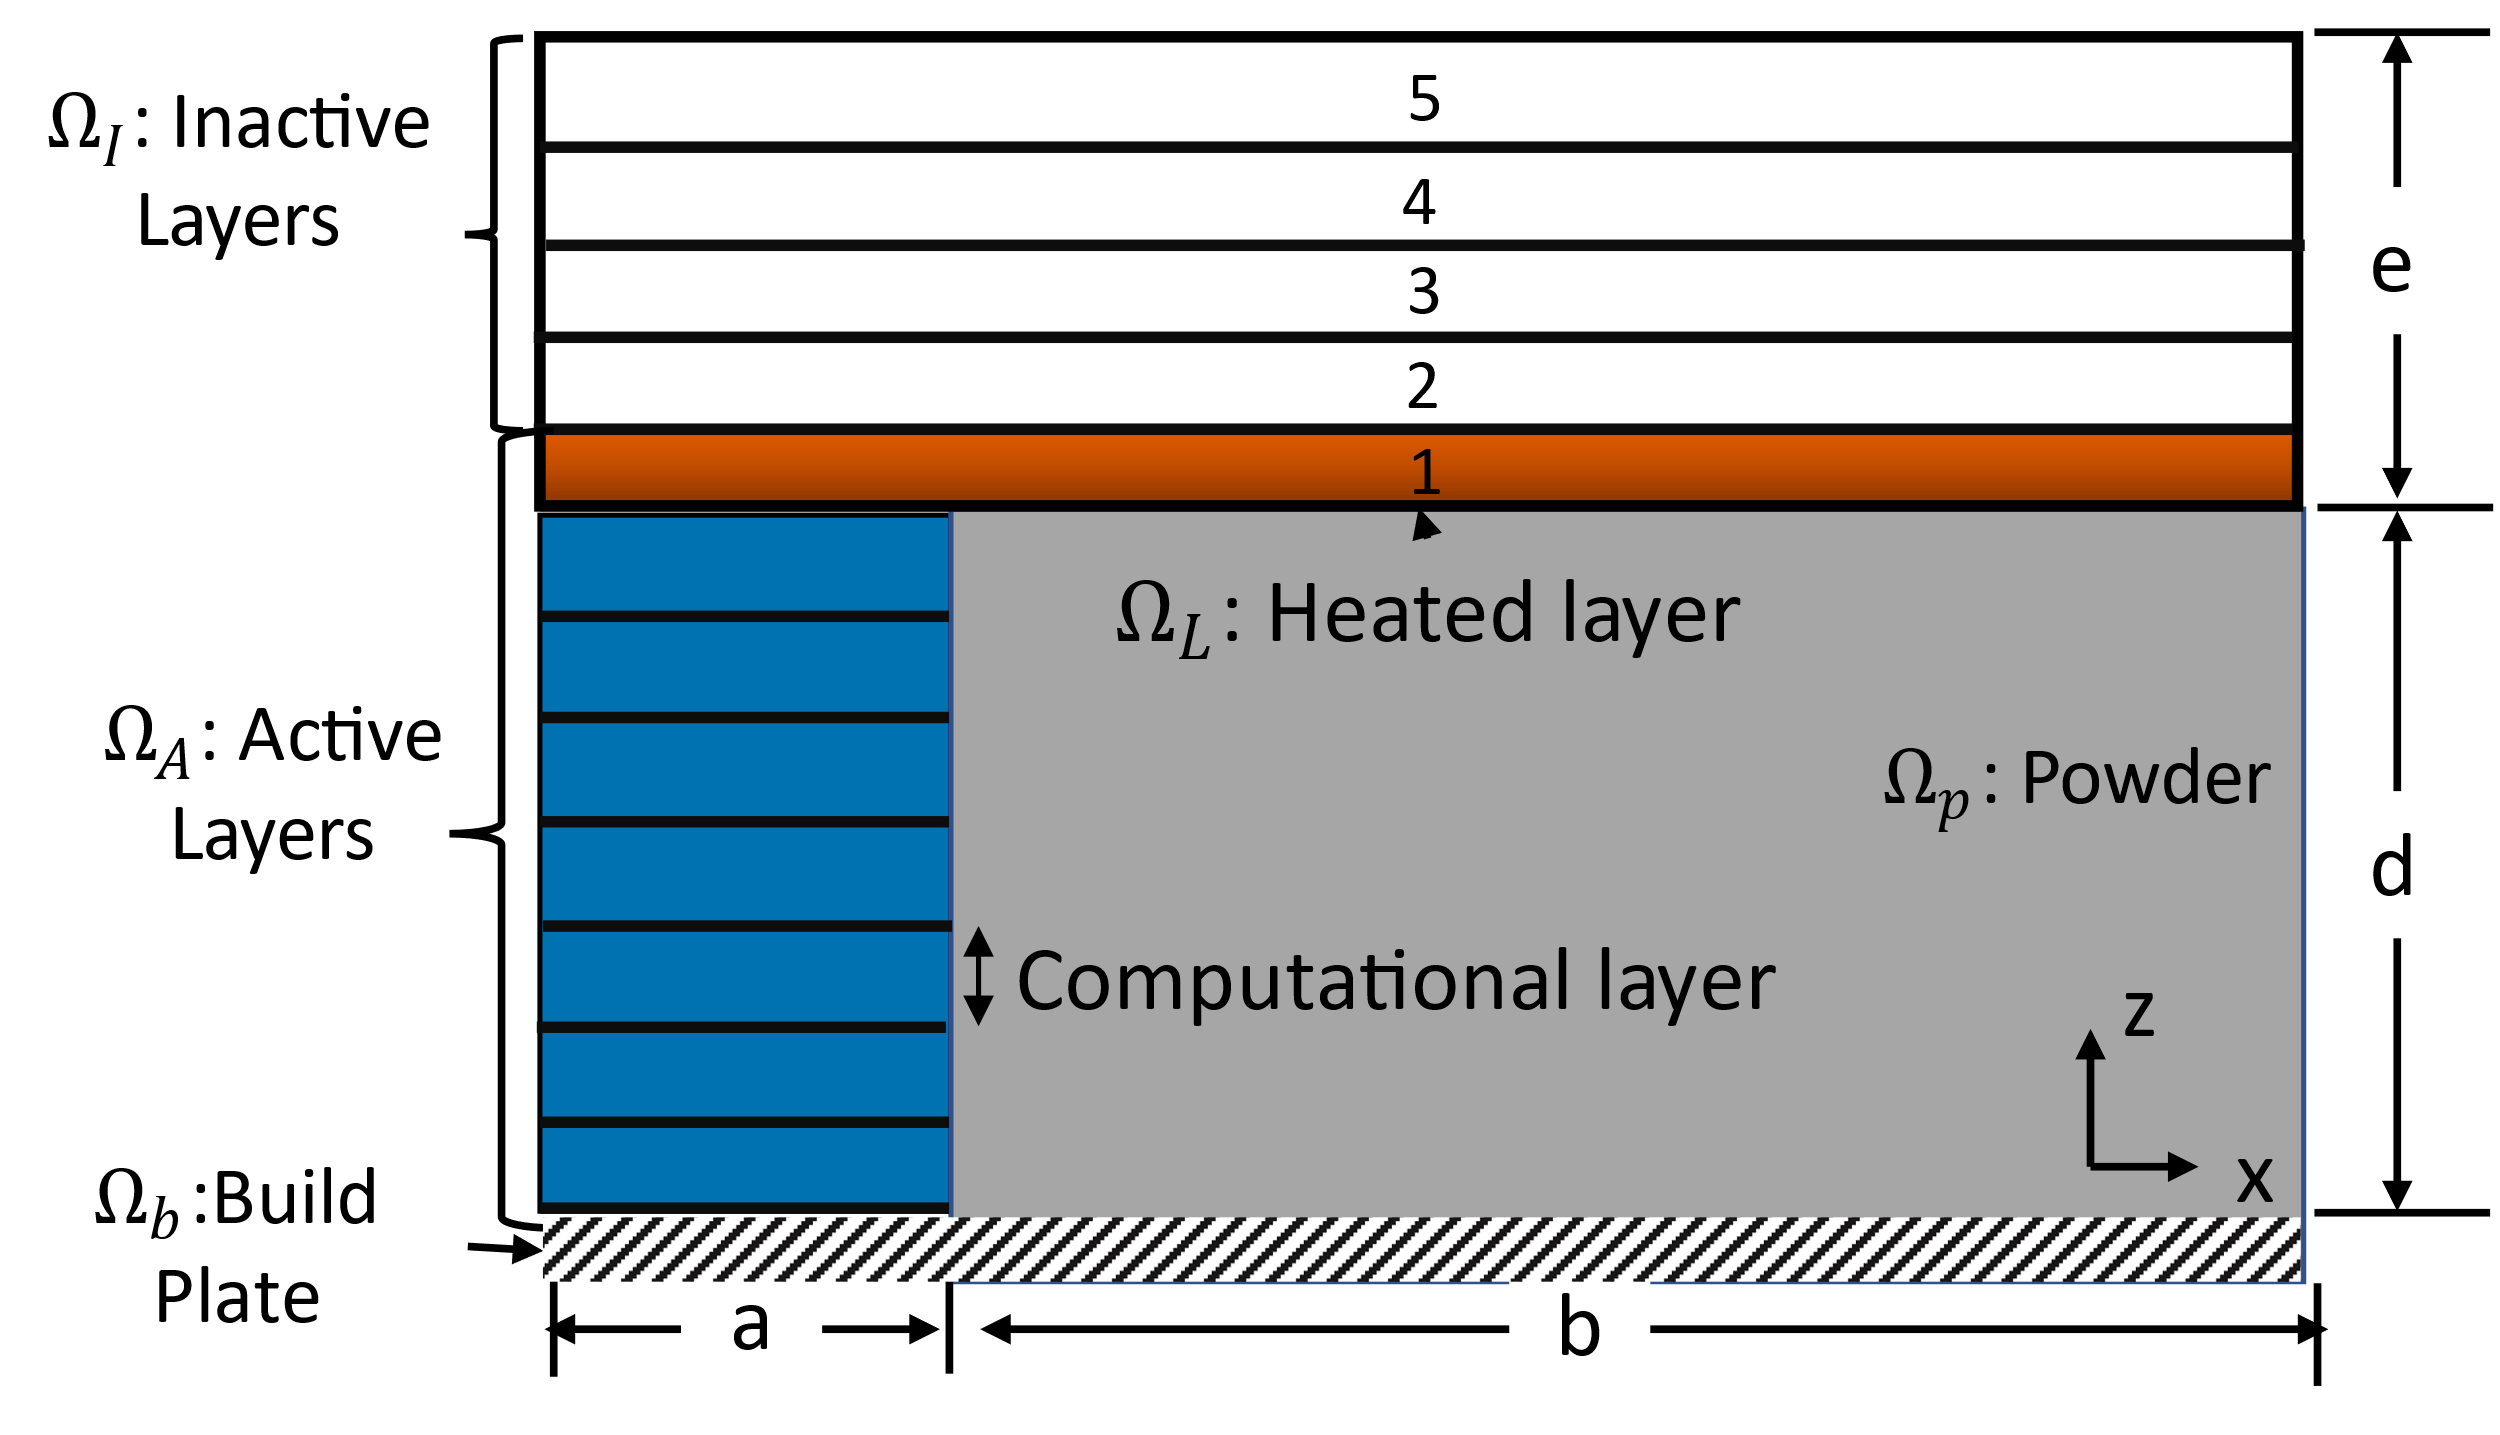 5
Ω_I : Inactive
Layers
4
e
3
2
1
Ω_L : Heated layer
Ω_A : Active
Layers
Ω_p : Powder
d
Computational layer
z
x
Ω_b :Build
Plate
a
b